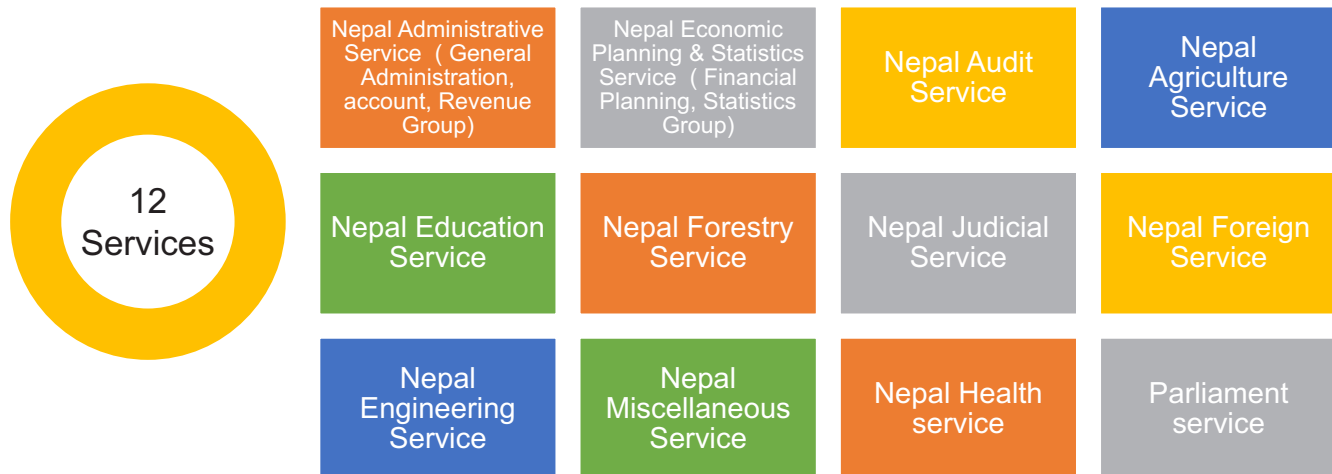 12
Services
Nepal Administrative
Service ( General
Administration,
account, Revenue
Group)
Nepal Economic
Planning & Statistics
Service ( Financial
Planning, Statistics
Group)
Nepal Audit
Service
Nepal
Agriculture
Service
Nepal Education
Service
Nepal Forestry
Service
Nepal Judicial
Service
Nepal Foreign
Service
Nepal
Engineering
Service
Nepal
Miscellaneous
Service
Nepal Health
service
Parliament
service